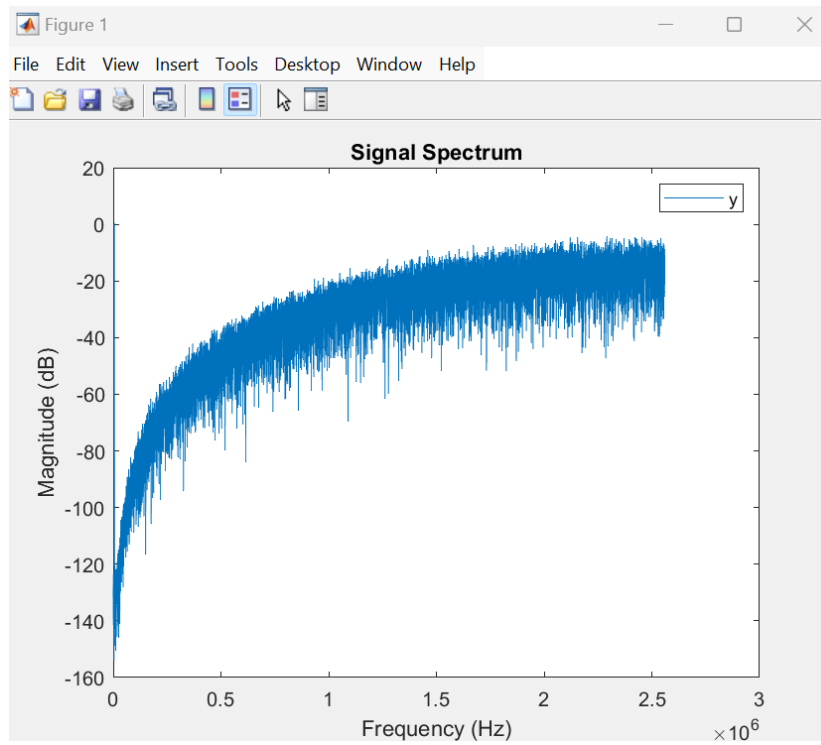 Figure 1
File Edit View Insert Tools Desktop Window Help
Signal Spectrum
20
0
-20
-40
-60
-80
-100
-120
-140
-160
Magnitude (dB)
y
0 0.5 1 1.5 2 2.5 3
Frequency (Hz)
×10^6